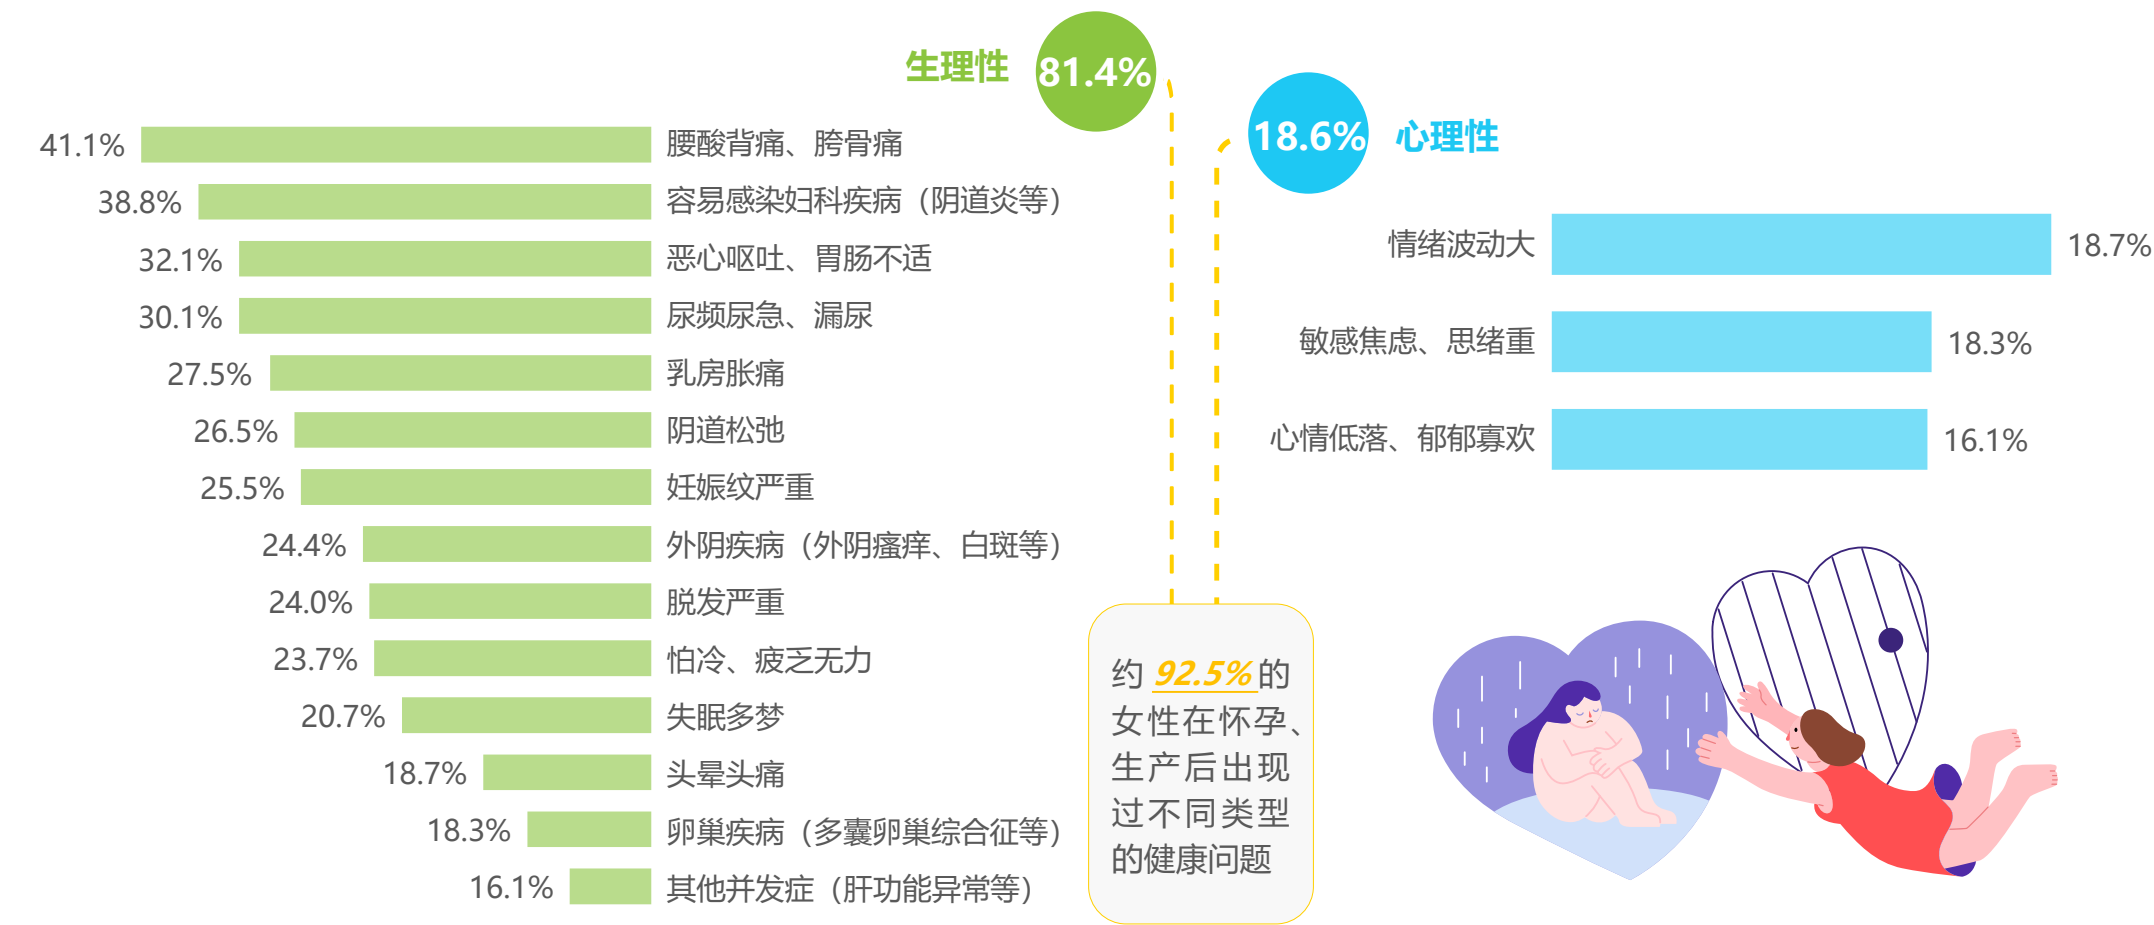 生理性 81.4%
41.1% 腰酸背痛、胯骨痛
38.8% 容易感染妇科疾病（阴道炎等）
32.1% 恶心呕吐、胃肠不适
30.1% 尿频尿急、漏尿
27.5% 乳房胀痛
26.5% 阴道松弛
25.5% 妊娠纹严重
24.4% 外阴疾病（外阴瘙痒、白斑等）
24.0% 脱发严重
23.7% 怕冷、疲乏无力
20.7% 失眠多梦
18.7% 头晕头痛
18.3% 卵巢疾病（多囊卵巢综合征等）
16.1% 其他并发症（肝功能异常等）
18.6% 心理性
情绪波动大 18.7%
敏感焦虑、思绪重 18.3%
心情低落、郁郁寡欢 16.1%
约 92.5% 的
女性在怀孕、
生产后出现
过不同类型
的健康问题